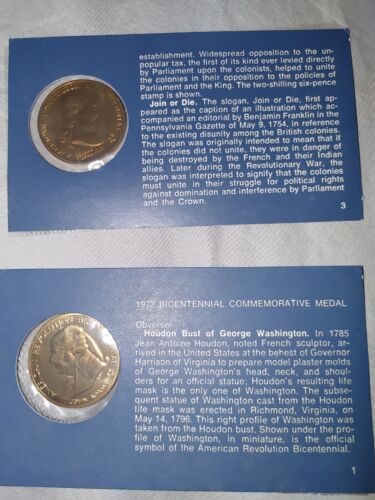 establishment. Widespread opposition to the un-
popular tax, the first of its kind ever levied directly
by Parliament upon the colonists, helped to unite
the colonies in their opposition to the policies of
Parliament and the King. The two-shilling six-pence
stamp is shown.
Join or Die. The slogan, Join or Die, first ap-
peared as the caption of an illustration which ac-
companied an editorial by Benjamin Franklin in the
Pennsylvania Gazette of May 9, 1754, in reference
to the existing disunity among the British colonies.
The slogan was originally intended to mean that if
the colonies did not unite, they were in danger of
being destroyed by the French and their Indian
allies. Later during the Revolutionary War, the
slogan was interpreted to signify that the colonists
must unite in their struggle for political rights
against domination and interference by Parliament
and the Crown.
3
1972 BICENTENNIAL COMMEMORATIVE MEDAL
Obverse:
Houdon Bust of George Washington. In 1785
Jean Antoine Houdon, noted French sculptor, ar-
rived in the United States at the behest of Governor
Harrison of Virginia to prepare model plaster molds
of George Washington's head, neck, and shoul-
ders for an official statue; Houdon's resulting life
mask is the only one of Washington. The subse-
quent statue of Washington cast from the Houdon
life mask was erected in Richmond, Virginia, on
May 14, 1796. This right profile of Washington was
taken from the Houdon bust. Shown under the pro-
file of Washington, in miniature, is the official
symbol of the American Revolution Bicentennial.
1
REVOLUTION
JOHN